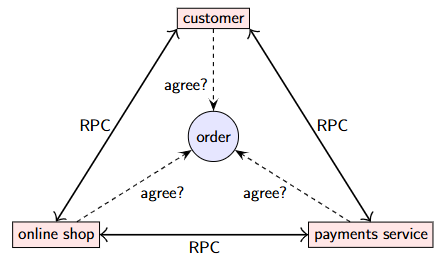 customer
agree?
RPC
RPC
order
agree?
agree?
online shop
payments service
RPC